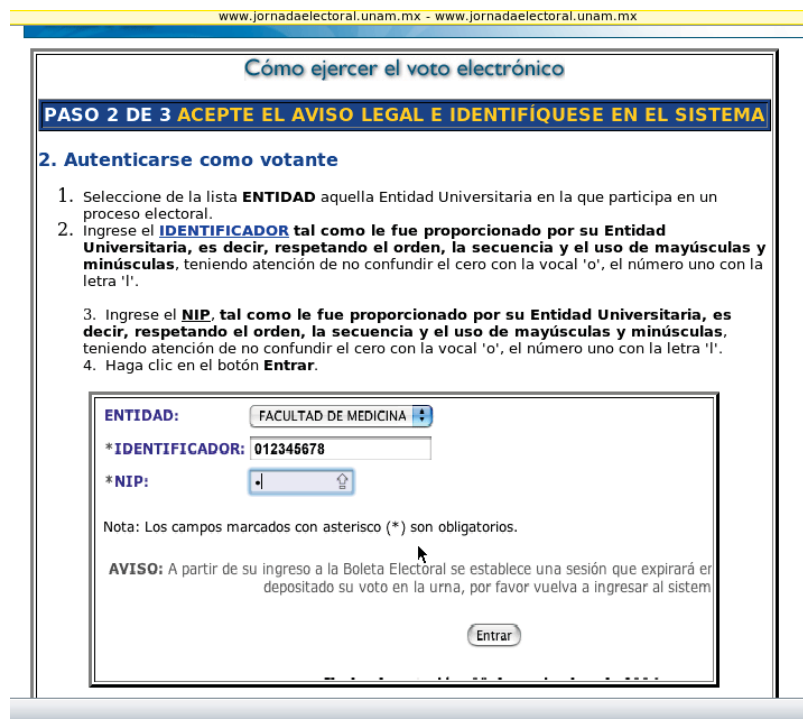 www.jornadaelectoral.unam.mx - www.jornadaelectoral.unam.mx
Cómo ejercer el voto electrónico
PASO 2 DE 3 ACEPTE EL AVISO LEGAL E IDENTIFÍQUESE EN EL SISTEMA
2. Autenticarse como votante
1. Seleccione de la lista ENTIDAD aquella Entidad Universitaria en la que participa en un
proceso electoral.
2. Ingrese el IDENTIFICADOR tal como le fue proporcionado por su Entidad
Universitaria, es decir, respetando el orden, la secuencia y el uso de mayúsculas y
minúsculas, teniendo atención de no confundir el cero con la vocal 'o', el número uno con la
letra 'l'.
3. Ingrese el NIP, tal como le fue proporcionado por su Entidad Universitaria, es
decir, respetando el orden, la secuencia y el uso de mayúsculas y minúsculas,
teniendo atención de no confundir el cero con la vocal 'o', el número uno con la letra 'l'.
4. Haga clic en el botón Entrar.
ENTIDAD: FACULTAD DE MEDICINA
*IDENTIFICADOR: 012345678
*NIP: •
Nota: Los campos marcados con asterisco (*) son obligatorios.
AVISO: A partir de su ingreso a la Boleta Electoral se establece una sesión que expirará en
depositado su voto en la urna, por favor vuelva a ingresar al sistem
Entrar